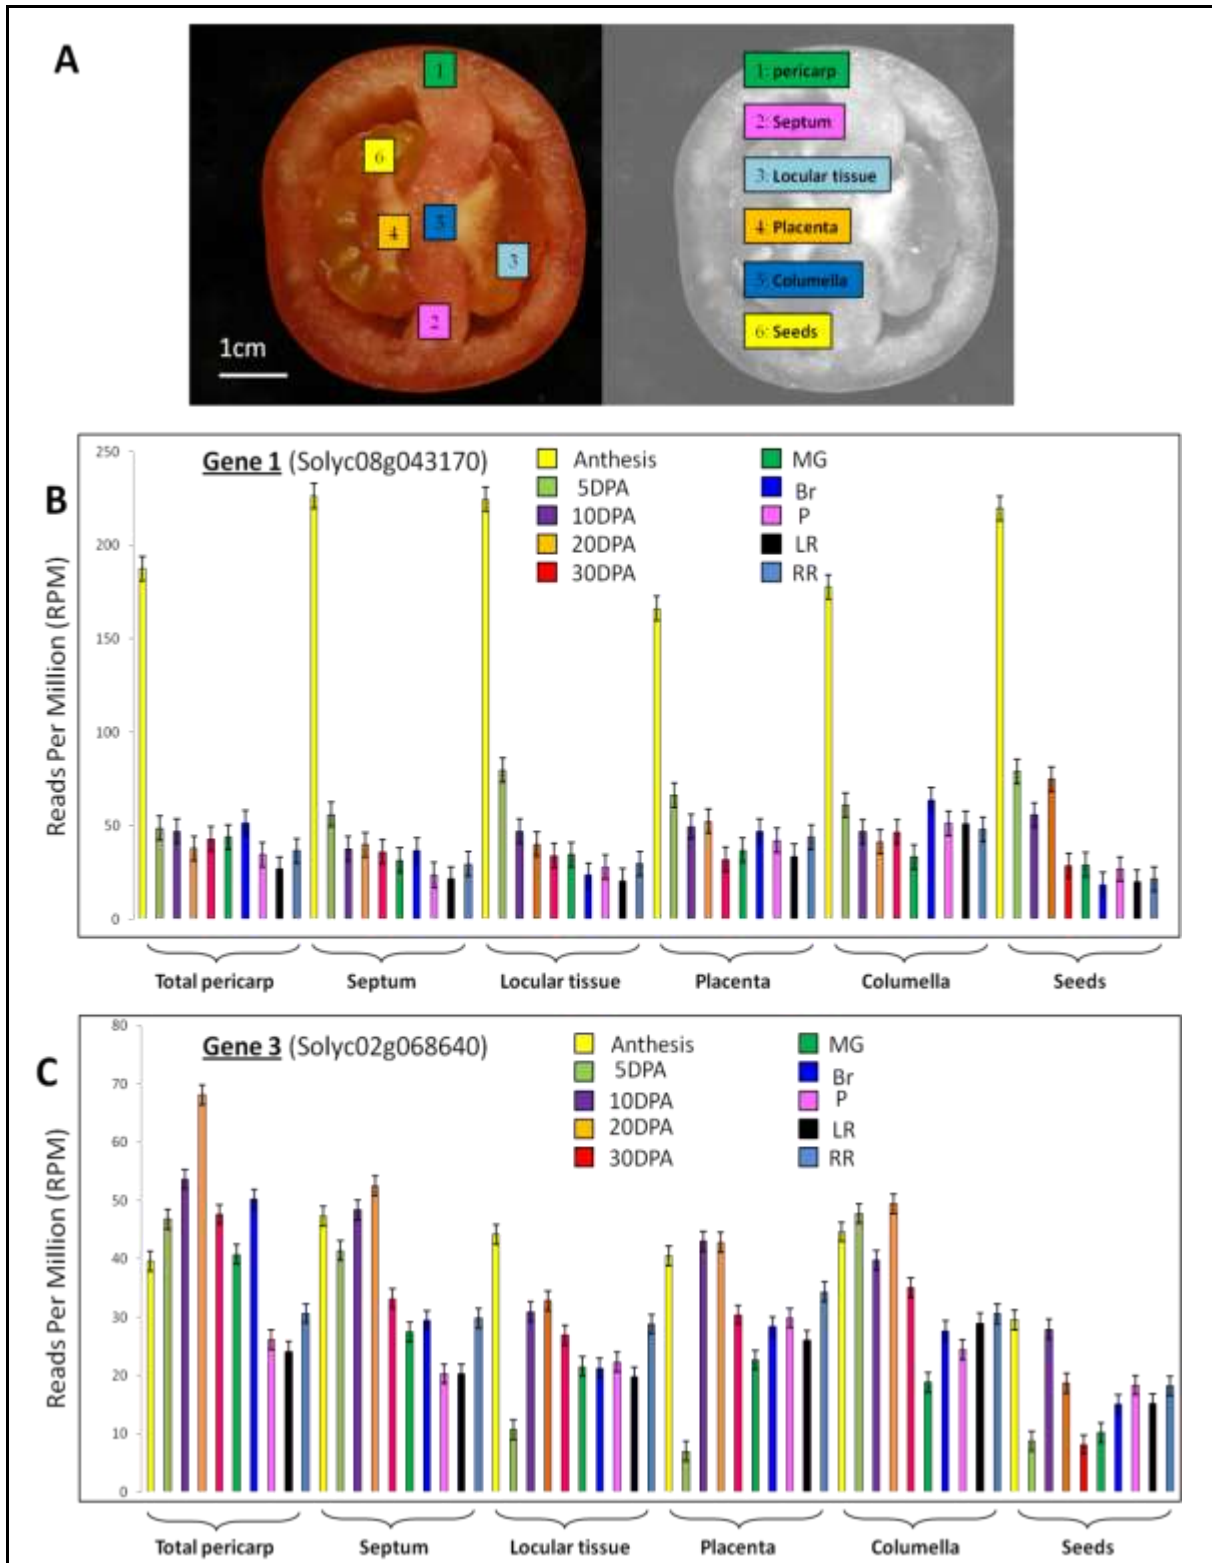 A
1
6
5
4
3
2
1cm
1: pericarp
2: Septum
3: Locular tissue
4: Placenta
5: Columella
6: Seeds
B
Gene 1 (Solyc08g043170)
Anthesis
5DPA
10DPA
20DPA
30DPA
MG
Br
P
LR
RR
Reads Per Million (RPM)
250
200
150
100
50
0
Total pericarp
Septum
Locular tissue
Placenta
Columella
Seeds
C
Gene 3 (Solyc02g068640)
Anthesis
5DPA
10DPA
20DPA
30DPA
MG
Br
P
LR
RR
Reads Per Million (RPM)
80
70
60
50
40
30
20
10
0
Total pericarp
Septum
Locular tissue
Placenta
Columella
Seeds